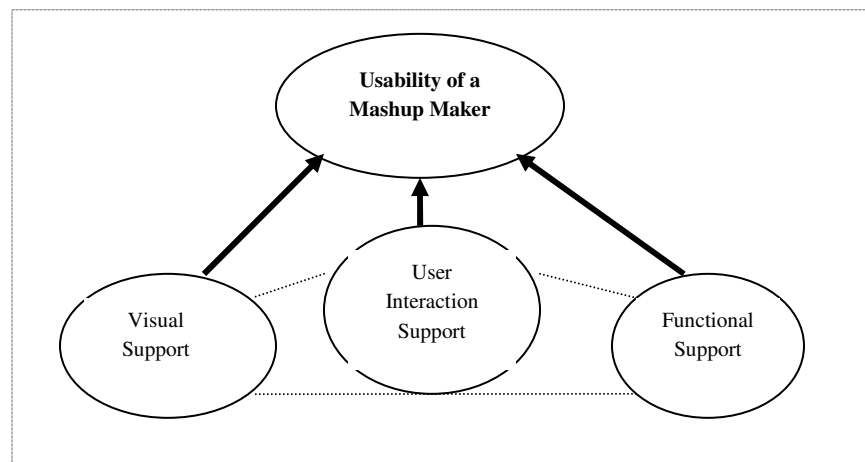 Usability of a
Mashup Maker
User
Interaction
Support
Visual
Support
Functional
Support